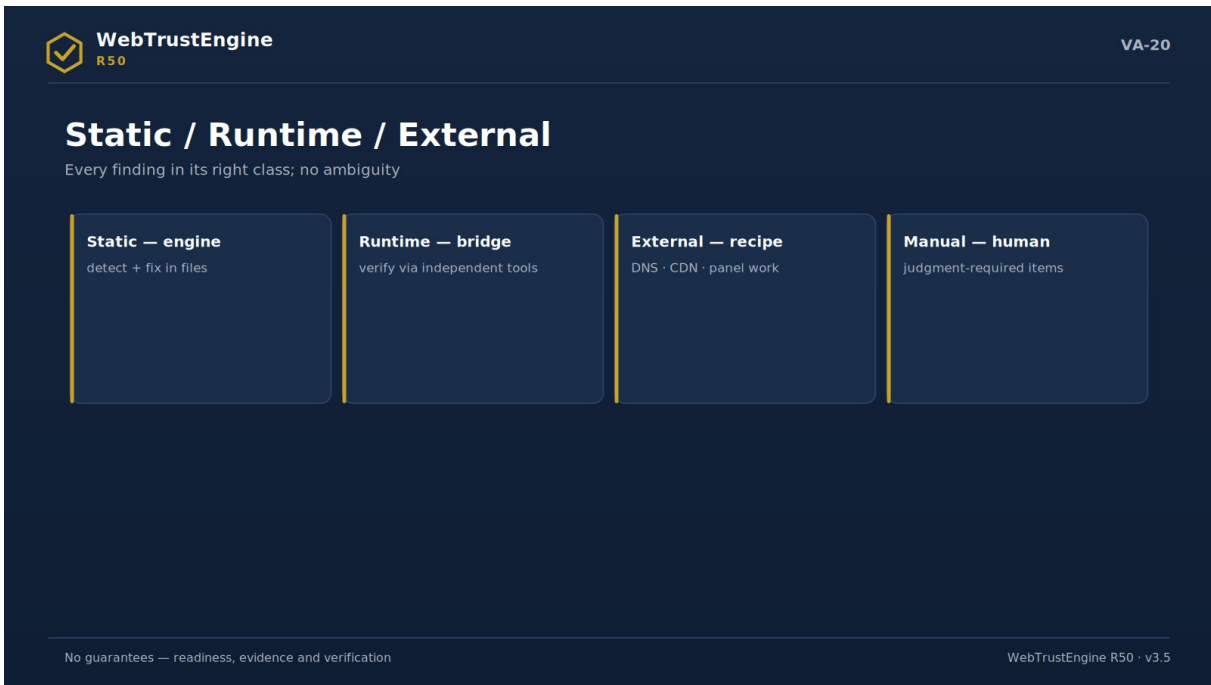 WebTrustEngine
R50
VA-20
Static / Runtime / External
Every finding in its right class; no ambiguity
Static — engine
detect + fix in files
Runtime — bridge
verify via independent tools
External — recipe
DNS · CDN · panel work
Manual — human
judgment-required items
No guarantees — readiness, evidence and verification
WebTrustEngine R50 · v3.5